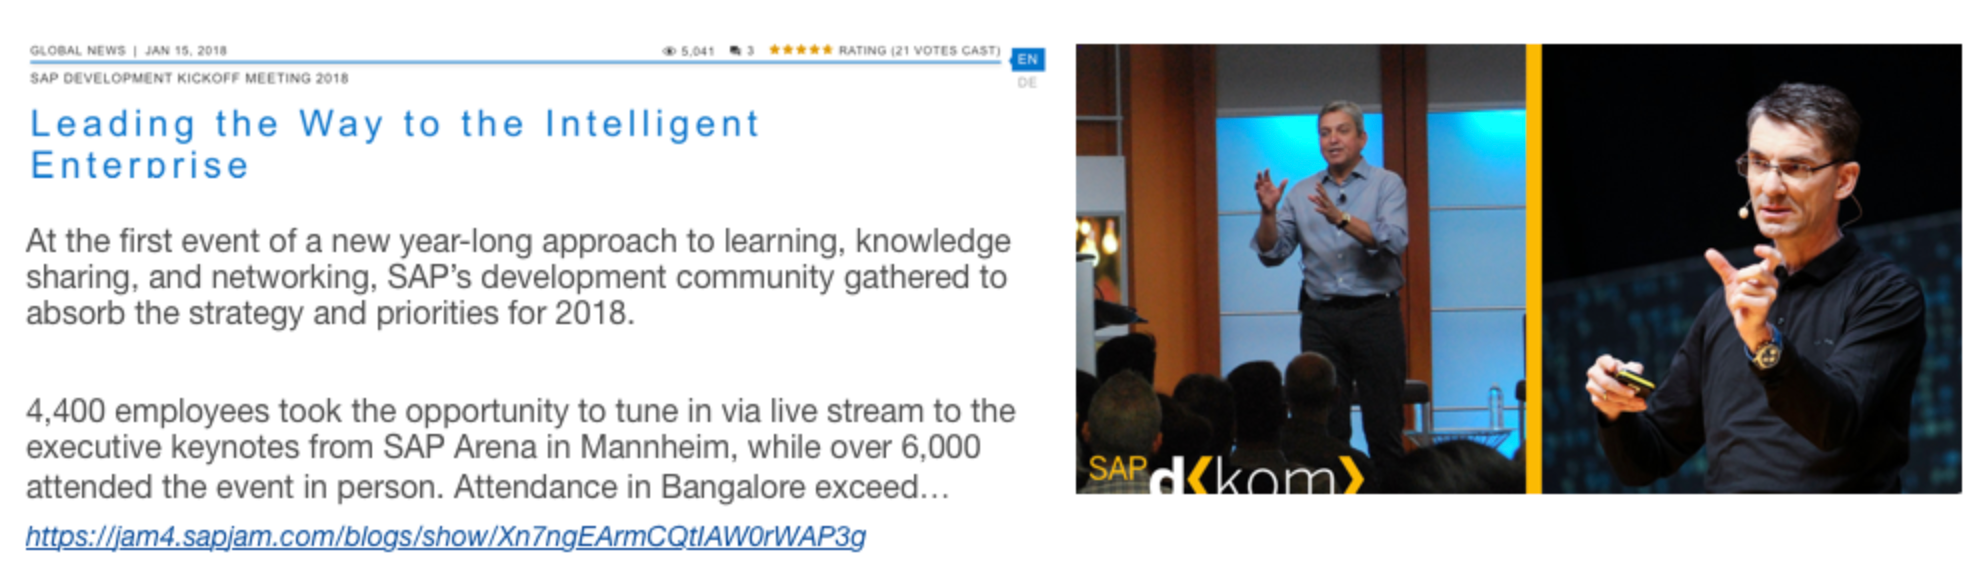 GLOBAL NEWS | JAN 15, 2018
5,041 3 RATING (21 VOTES CAST)
EN
DE
SAP DEVELOPMENT KICKOFF MEETING 2018
Leading the Way to the Intelligent
Enterprise
At the first event of a new year-long approach to learning, knowledge
sharing, and networking, SAP's development community gathered to
absorb the strategy and priorities for 2018.
4,400 employees took the opportunity to tune in via live stream to the
executive keynotes from SAP Arena in Mannheim, while over 6,000
attended the event in person. Attendance in Bangalore exceed…
https://jam4.sapjam.com/blogs/show/Xn7ngEArmCQtIAW0rWAP3g
SAP d<kom>